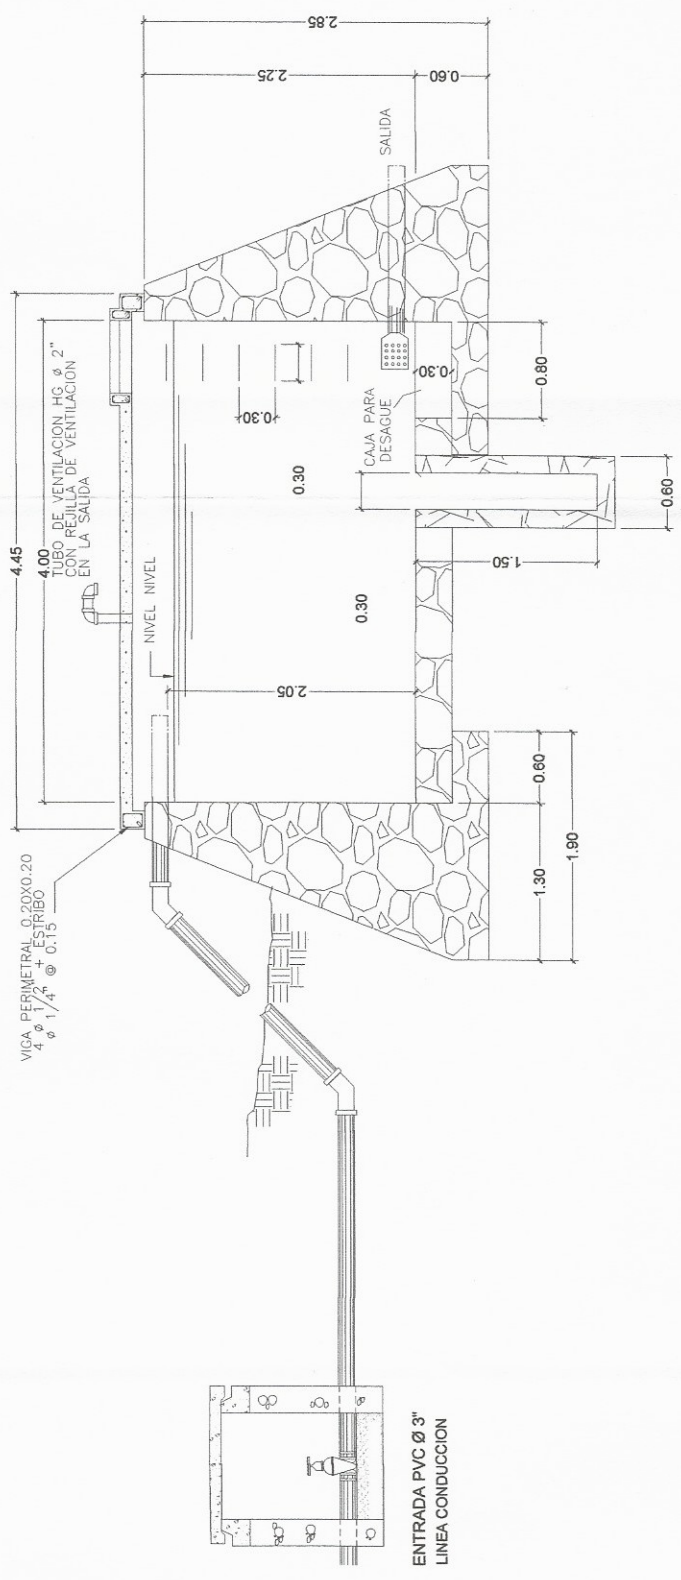 VIGA PERIMETRAL 0.20X0.20
4 ø 1/2" + ESTRIBO
ø 1/4" @ 0.15
4.45
4.00
TUBO DE VENTILACION HG ø 2"
CON REJILLA DE VENTILACION
EN LA SALIDA
NIVEL NIVEL
2.85
2.25
0.60
SALIDA
2.05
0.30
0.30
0.30
CAJA PARA
DESAGUE
0.30
0.80
1.50
0.60
0.60
1.30
1.90
ENTRADA PVC Ø 3"
LINEA CONDUCCION